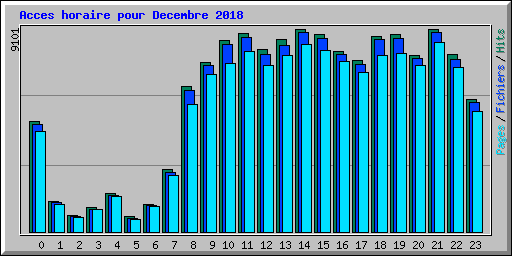 Acces horaire pour Decembre 2018
9101
Pages/Fichiers/Hits
0 1 2 3 4 5 6 7 8 9 10 11 12 13 14 15 16 17 18 19 20 21 22 23